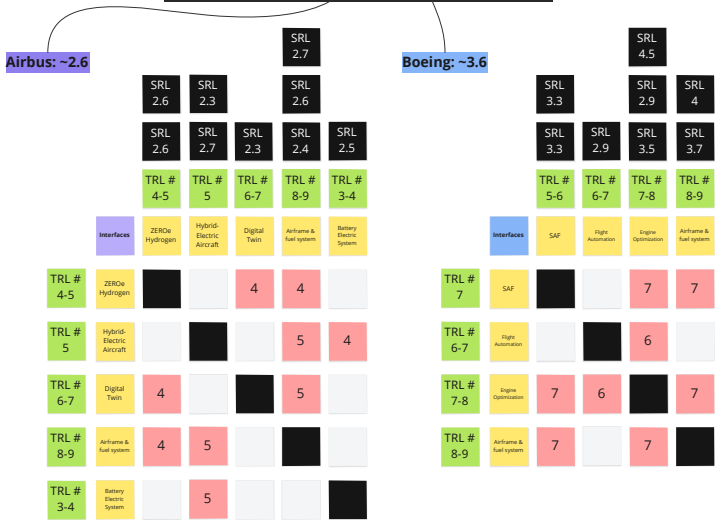 Airbus: ~2.6
SRL
2.7
SRL
2.6
SRL
2.3
SRL
2.6
SRL
2.6
SRL
2.7
SRL
2.3
SRL
2.4
SRL
2.5
TRL #
4-5
TRL #
5
TRL #
6-7
TRL #
8-9
TRL #
3-4
Interfaces
ZEROe
Hydrogen
Hybrid-
Electric
Aircraft
Digital
Twin
Airframe &
fuel system
Battery
Electric
System
TRL #
4-5
ZEROe
Hydrogen
4
4
TRL #
5
Hybrid-
Electric
Aircraft
5
4
TRL #
6-7
Digital
Twin
4
5
TRL #
8-9
Airframe &
fuel system
4
5
TRL #
3-4
Battery
Electric
System
5
Boeing: ~3.6
SRL
4.5
SRL
3.3
SRL
2.9
SRL
4
SRL
3.3
SRL
2.9
SRL
3.5
SRL
3.7
TRL #
5-6
TRL #
6-7
TRL #
7-8
TRL #
8-9
Interfaces
SAF
Flight
Automation
Engine
Optimization
Airframe &
fuel system
TRL #
7
SAF
7
7
TRL #
6-7
Flight
Automation
6
TRL #
7-8
Engine
Optimization
7
6
7
TRL #
8-9
Airframe &
fuel system
7
7